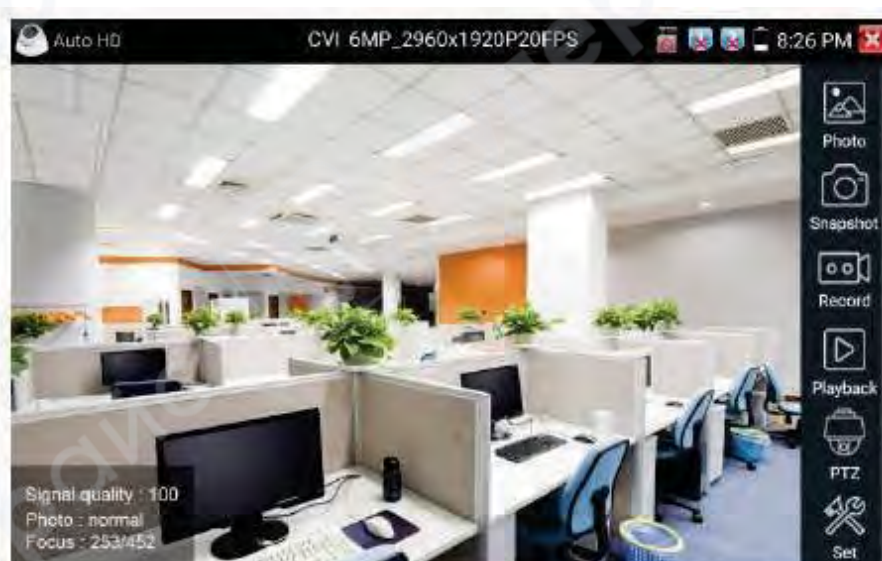 Auto HD
CVI 6MP_2960x1920P20FPS
8:26 PM
Photo
Snapshot
Record
Playback
PTZ
Set
Signal quality : 100
Photo : normal
Focus : 253/452